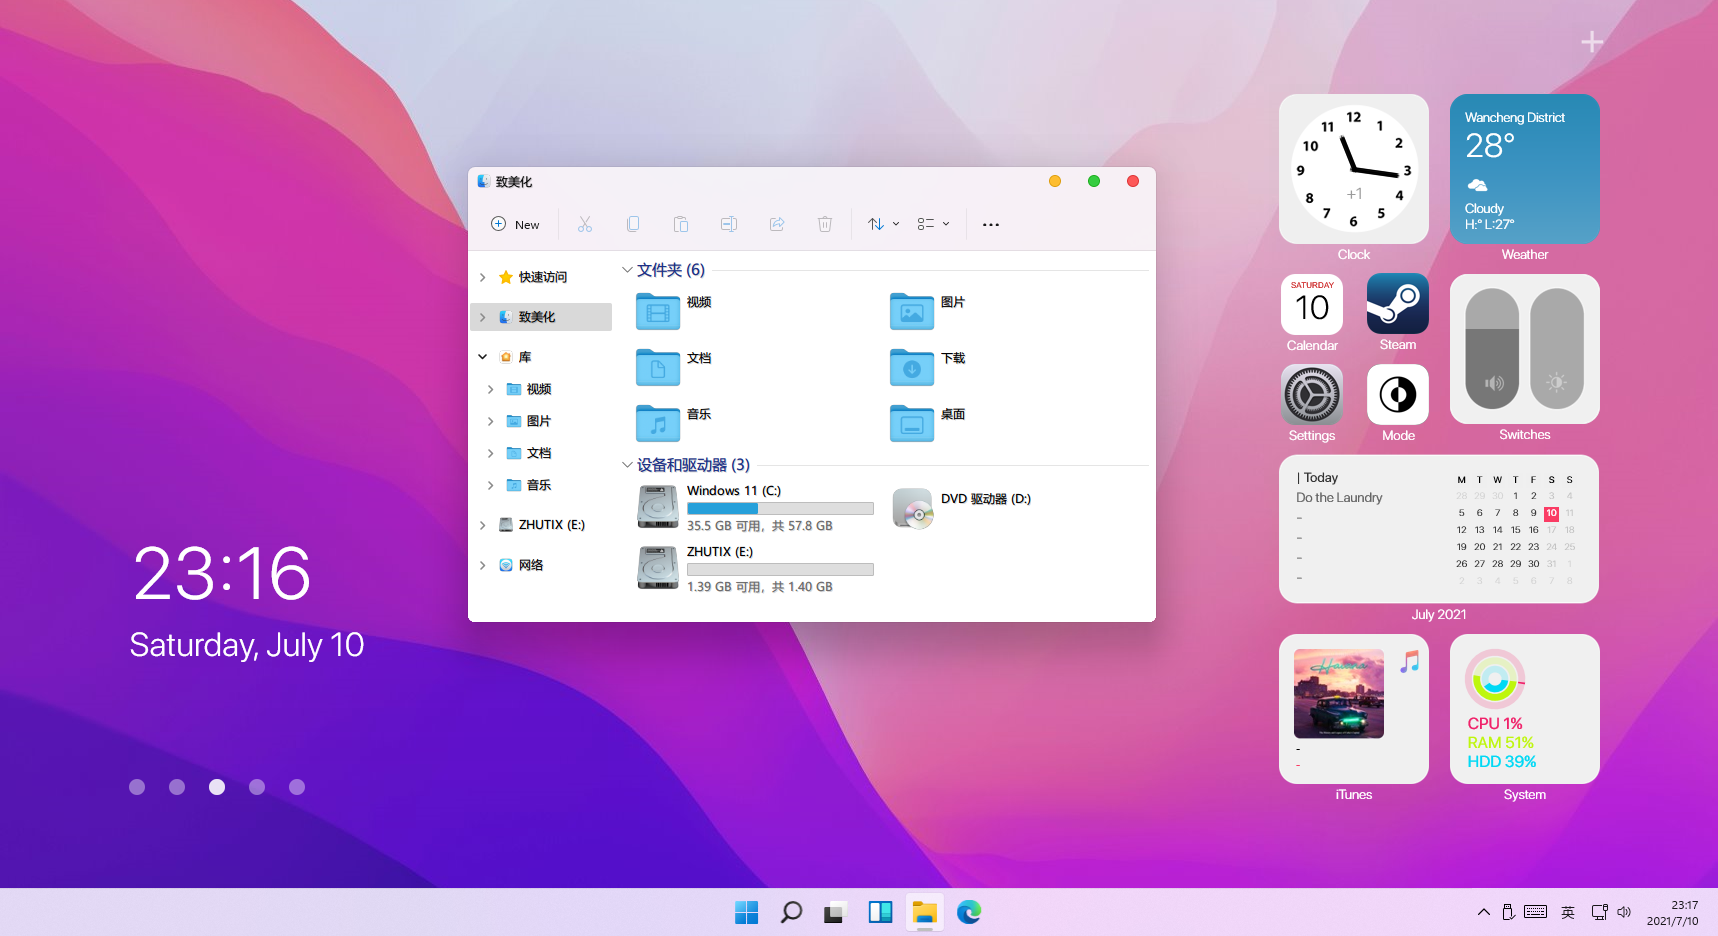 致美化
New
快速访问
致美化
库
视频
图片
文档
音乐
ZHUTIX (E:)
网络
文件夹 (6)
视频
图片
文档
下载
音乐
桌面
设备和驱动器 (3)
Windows 11 (C:)
35.5 GB 可用，共 57.8 GB
DVD 驱动器 (D:)
ZHUTIX (E:)
1.39 GB 可用，共 1.40 GB
23:16
Saturday, July 10
12
1
2
3
4
5
6
7
8
9
10
11
+1
Clock
Wancheng District
28°
Cloudy
H:° L:27°
Weather
SATURDAY
10
Calendar
Steam
Settings
Mode
Switches
| Today
Do the Laundry
-
-
-
-
M T W T F S S
28 29 30 1 2 3 4
5 6 7 8 9 10 11
12 13 14 15 16 17 18
19 20 21 22 23 24 25
26 27 28 29 30 31 1
2 3 4 5 6 7 8
July 2021
Havana
-
-
iTunes
CPU 1%
RAM 51%
HDD 39%
System
英
23:17
2021/7/10